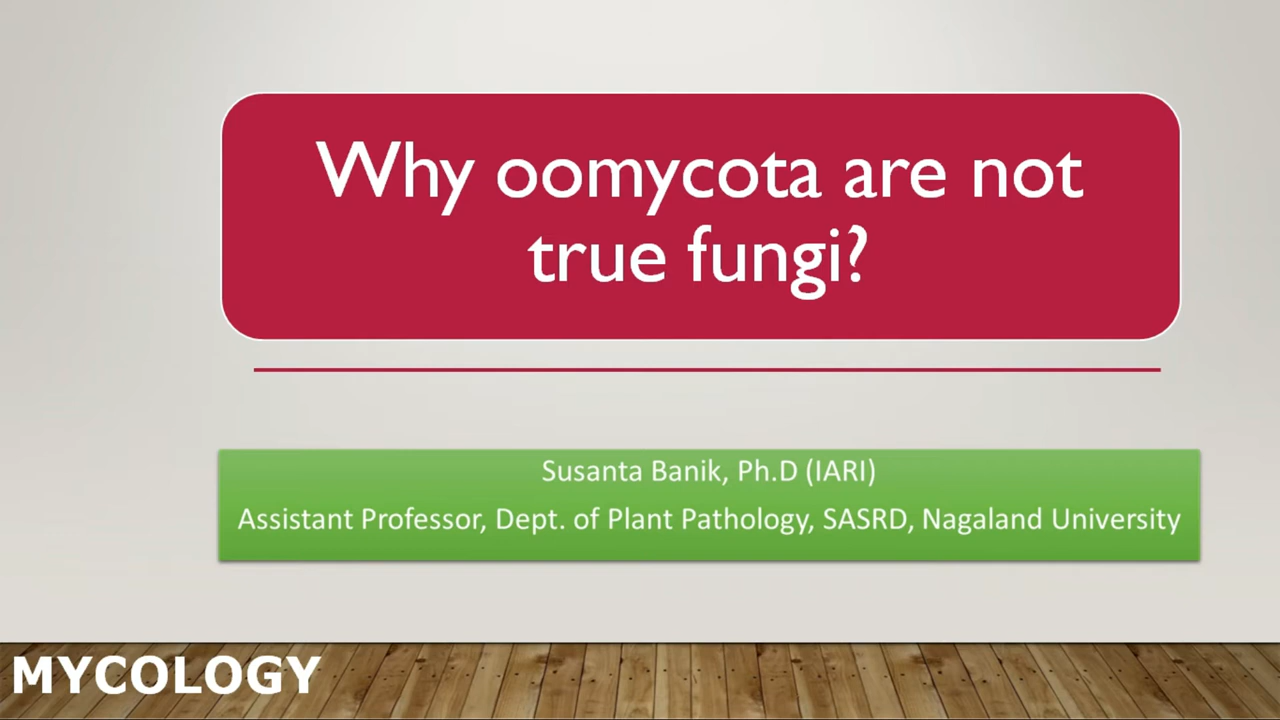 Why oomycota are not
true fungi?
Susanta Banik, Ph.D (IARI)
Assistant Professor, Dept. of Plant Pathology, SASRD, Nagaland University
MYCOLOGY